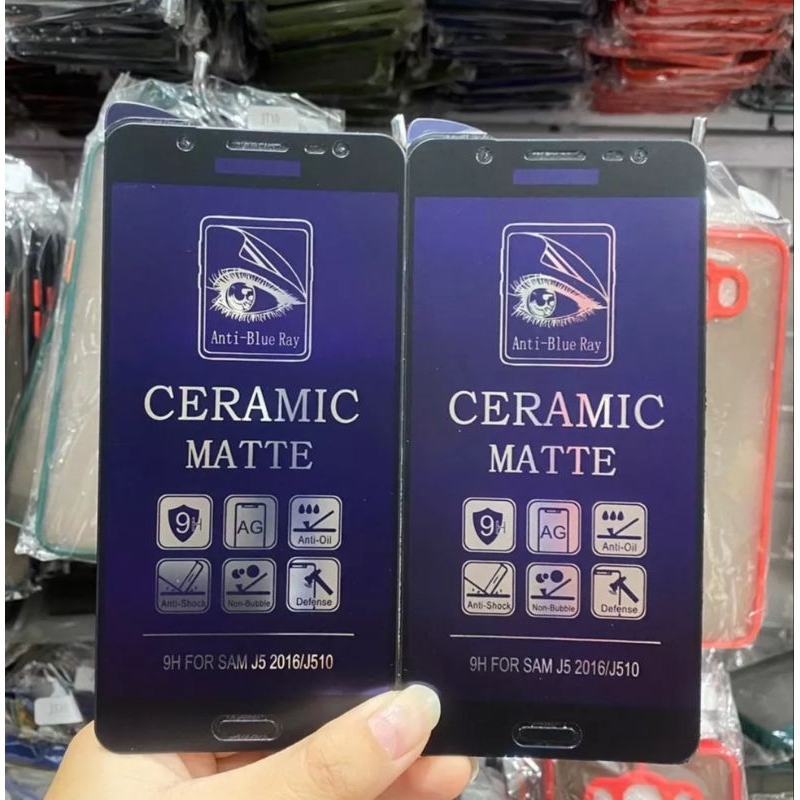 Anti-Blue Ray
CERAMIC
MATTE
9H
AG
Anti-Oil
Anti-Shock
Non-Bubble
Defense
9H FOR SAM J5 2016/J510
Anti-Blue Ray
CERAMIC
MATTE
9H
AG
Anti-Oil
Anti-Shock
Non-Bubble
Defense
9H FOR SAM J5 2016/J510